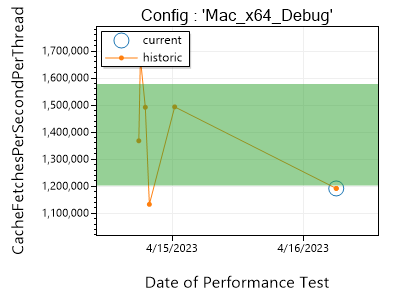 Config : 'Mac_x64_Debug'
CacheFetchesPerSecondPerThread
current
historic
1,700,000
1,600,000
1,500,000
1,400,000
1,300,000
1,200,000
1,100,000
4/15/2023
4/16/2023
Date of Performance Test